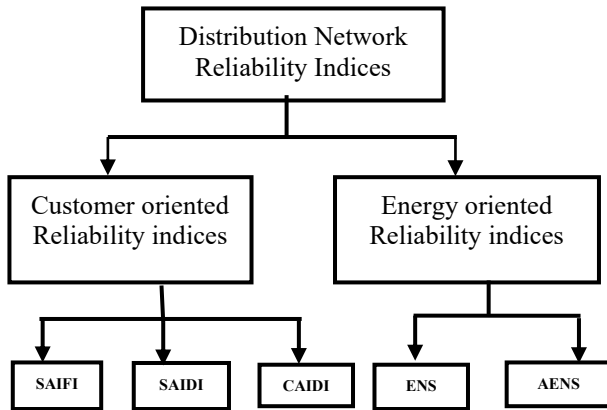 Distribution Network
Reliability Indices
Customer oriented
Reliability indices
Energy oriented
Reliability indices
SAIFI
SAIDI
CAIDI
ENS
AENS